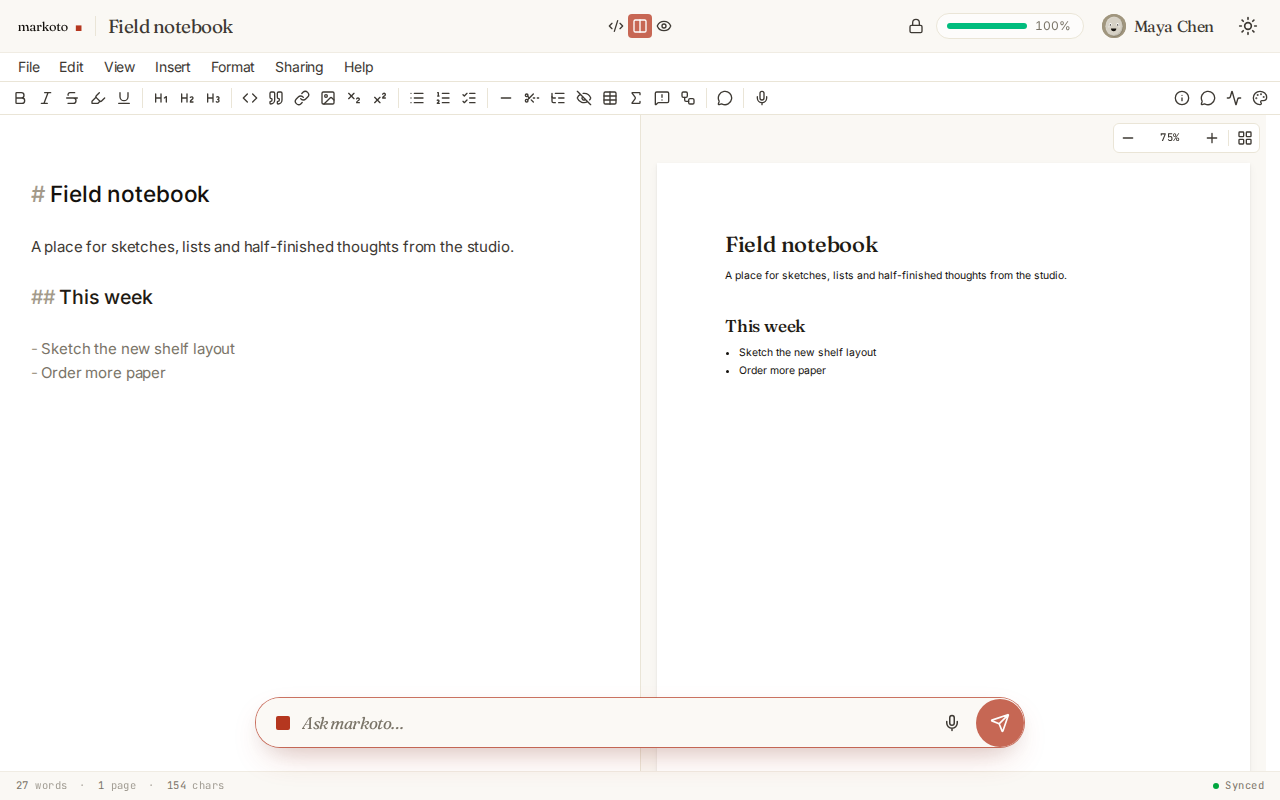 markoto
Field notebook
100%
Maya Chen
File Edit View Insert Format Sharing Help
H1 H2 H3
75%
# Field notebook
A place for sketches, lists and half-finished thoughts from the studio.
## This week
- Sketch the new shelf layout
- Order more paper
Field notebook
A place for sketches, lists and half-finished thoughts from the studio.
This week
• Sketch the new shelf layout
• Order more paper
Ask markoto...
27 words · 1 page · 154 chars
Synced